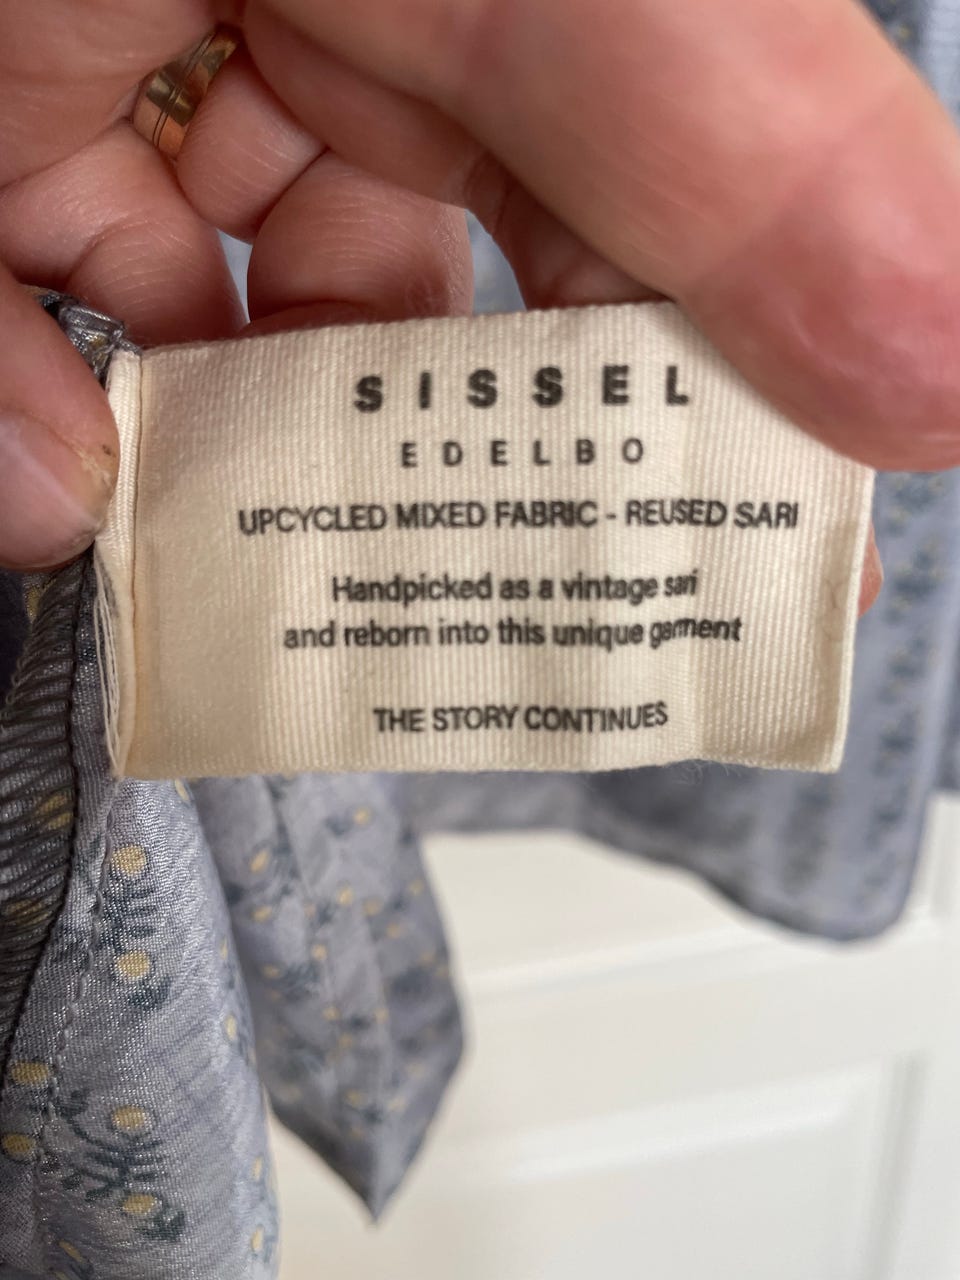 SISSEL
EDELBO
UPCYCLED MIXED FABRIC - REUSED SARI
Handpicked as a vintage sari
and reborn into this unique garment
THE STORY CONTINUES